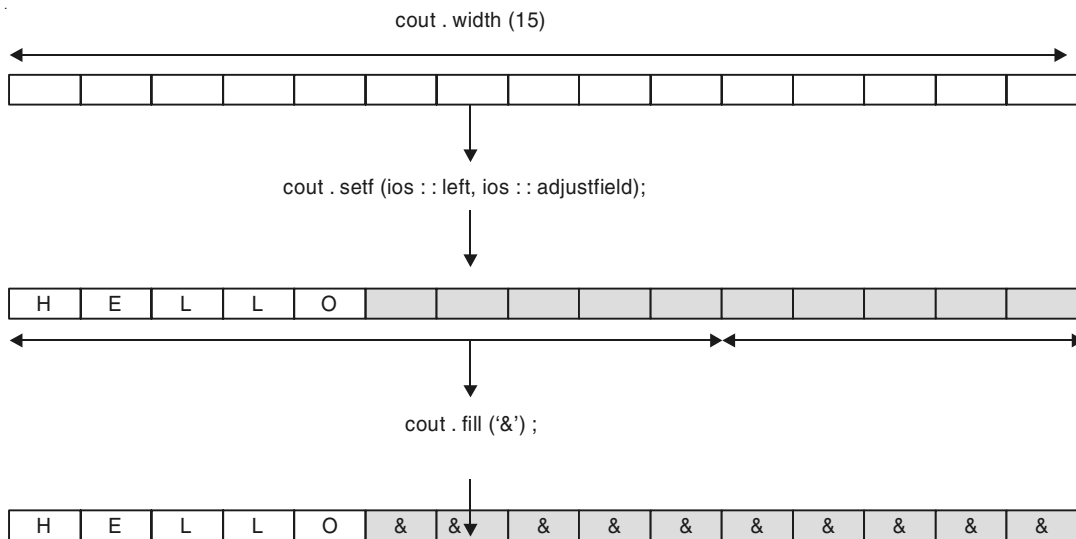 cout . width (15)
cout . setf (ios : : left, ios : : adjustfield);
H E L L O
cout . fill (‘&’) ;
H E L L O & & & & & & & & & &